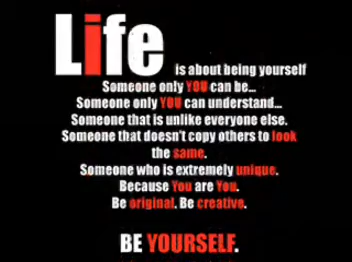 Life is about being yourself
Someone only YOU can be...
Someone only YOU can understand...
Someone that is unlike everyone else.
Someone that doesn't copy others to look
the same.
Someone who is extremely unique.
Because You are You.
Be original. Be creative.
BE YOURSELF.